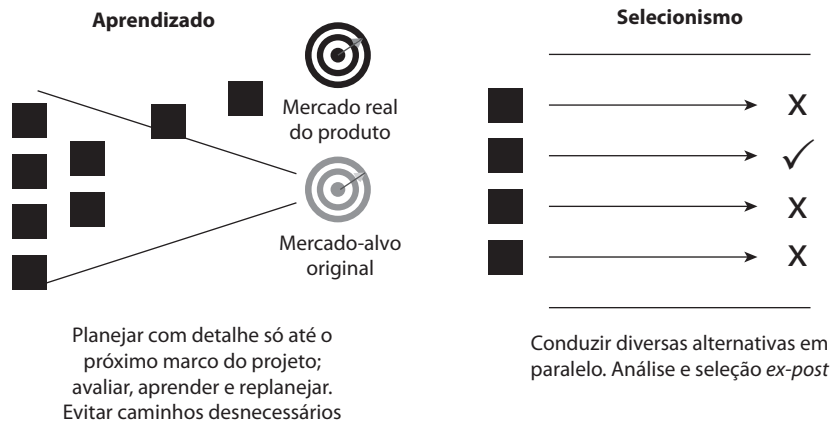 Aprendizado
Mercado real
do produto
Mercado-alvo
original
Planejar com detalhe só até o
próximo marco do projeto;
avaliar, aprender e replanejar.
Evitar caminhos desnecessários
Selecionismo
X
X
X
Conduzir diversas alternativas em
paralelo. Análise e seleção ex-post